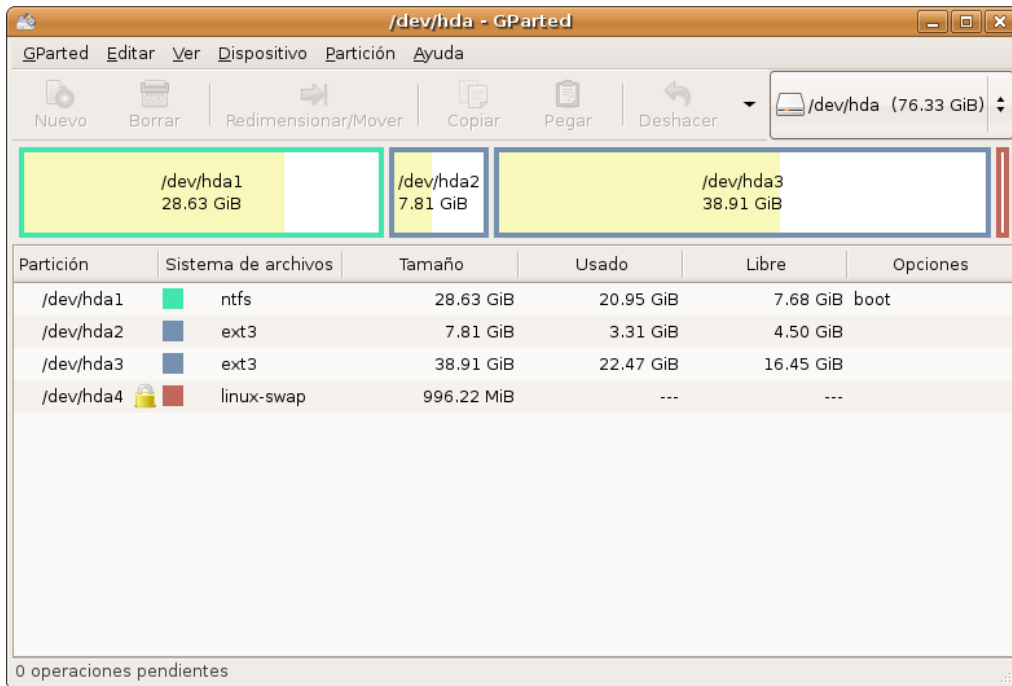 /dev/hda - GParted
GParted Editar Ver Dispositivo Partición Ayuda
Nuevo Borrar Redimensionar/Mover Copiar Pegar Deshacer /dev/hda (76.33 GiB)
/dev/hda1 /dev/hda2 /dev/hda3
28.63 GiB 7.81 GiB 38.91 GiB
Partición Sistema de archivos Tamaño Usado Libre Opciones
/dev/hda1 ntfs 28.63 GiB 20.95 GiB 7.68 GiB boot
/dev/hda2 ext3 7.81 GiB 3.31 GiB 4.50 GiB
/dev/hda3 ext3 38.91 GiB 22.47 GiB 16.45 GiB
/dev/hda4 linux-swap 996.22 MiB --- ---
0 operaciones pendientes